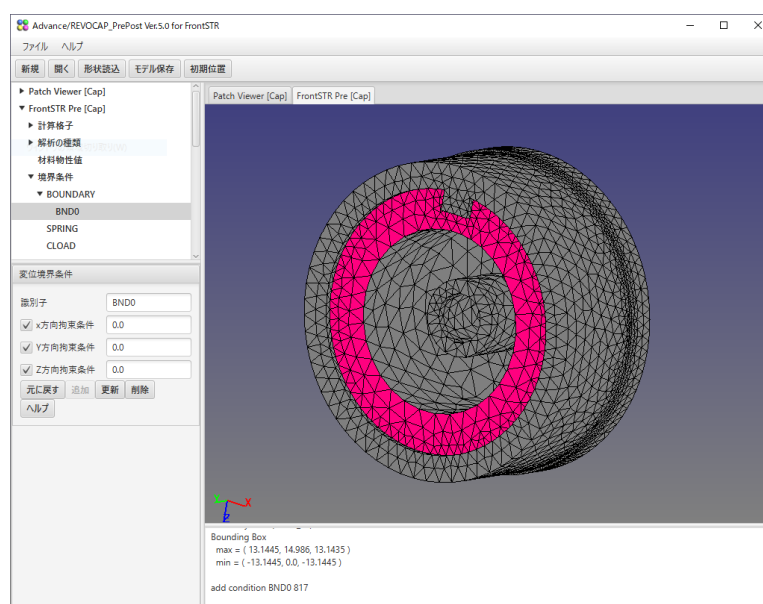 Advance/REVOCAP_PrePost Ver.5.0 for FrontSTR
ファイル ヘルプ
新規 開く 形状読込 モデル保存 初期位置
Patch Viewer [Cap]
FrontSTR Pre [Cap]
計算格子
解析の種類
材料物性値
境界条件
BOUNDARY
BND0
SPRING
CLOAD
変位境界条件
識別子 BND0
x方向拘束条件 0.0
Y方向拘束条件 0.0
Z方向拘束条件 0.0
元に戻す 追加 更新 削除
ヘルプ
Patch Viewer [Cap] FrontSTR Pre [Cap]
Y X
Z
Bounding Box
max = ( 13.1445, 14.986, 13.1435 )
min = ( -13.1445, 0.0, -13.1445 )
add condition BND0 817